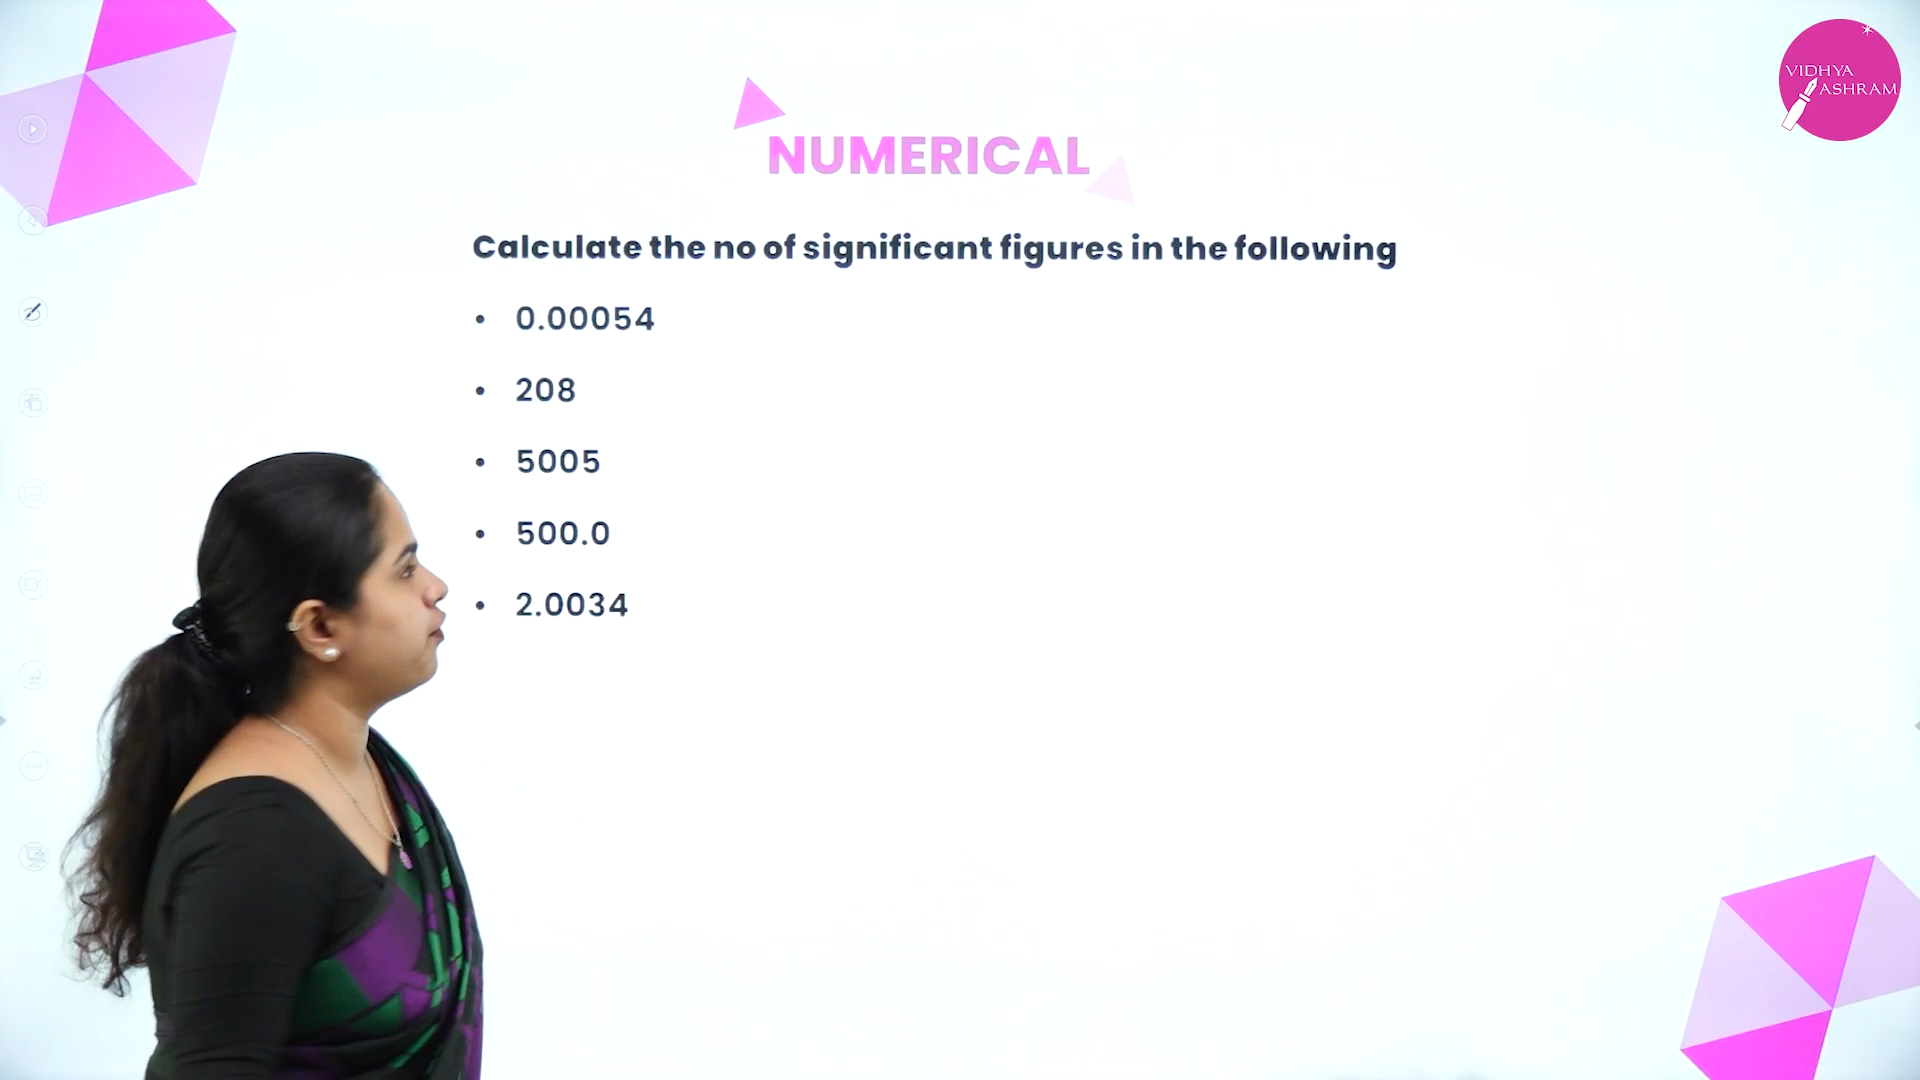 VIDHYA
ASHRAM
NUMERICAL
Calculate the no of significant figures in the following
• 0.00054
• 208
• 5005
• 500.0
• 2.0034